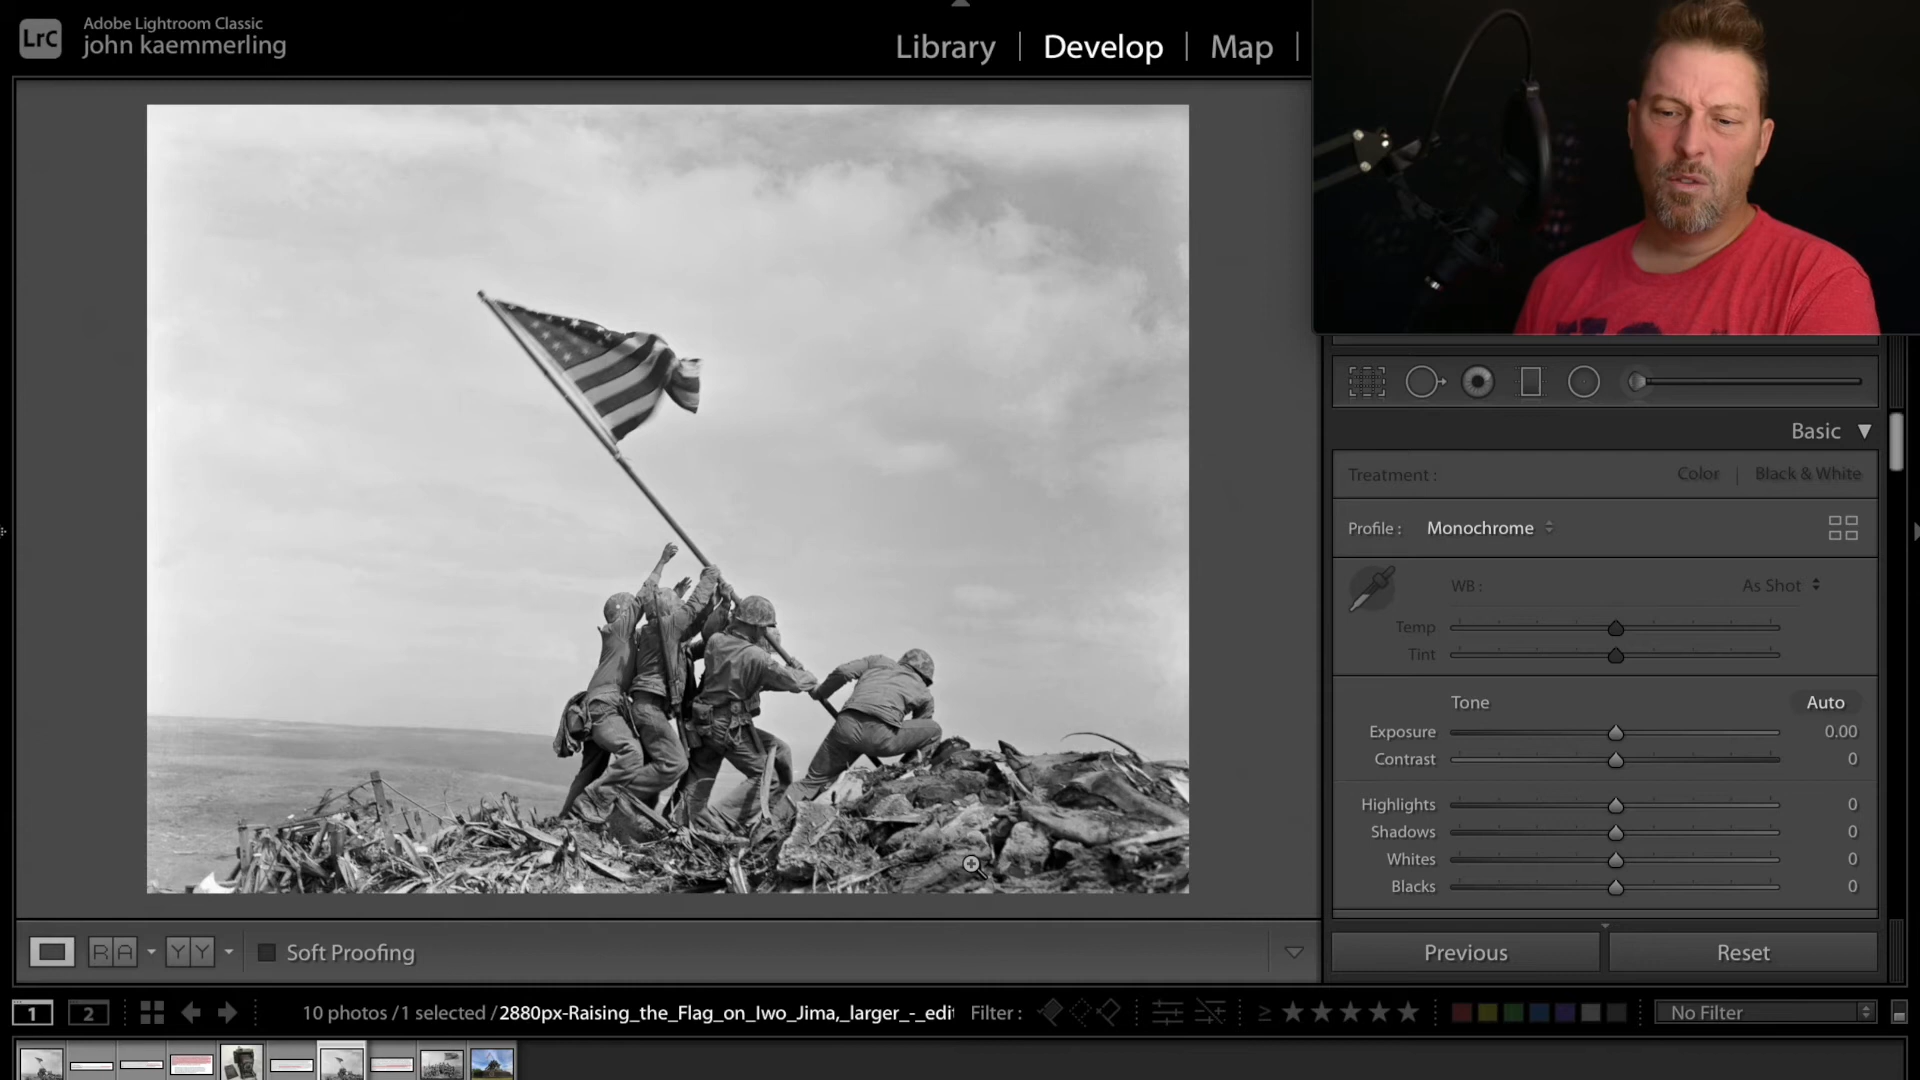 LrC
Adobe Lightroom Classic
john kaemmerling
Library | Develop | Map |
Basic
Treatment :
Color | Black & White
Profile : Monochrome
WB : As Shot
Temp
Tint
Tone Auto
Exposure 0.00
Contrast 0
Highlights 0
Shadows 0
Whites 0
Blacks 0
Previous Reset
R A Y Y Soft Proofing
1 2 10 photos /1 selected /2880px-Raising_the_Flag_on_Iwo_Jima,_larger_-_edi Filter : ≥ No Filter